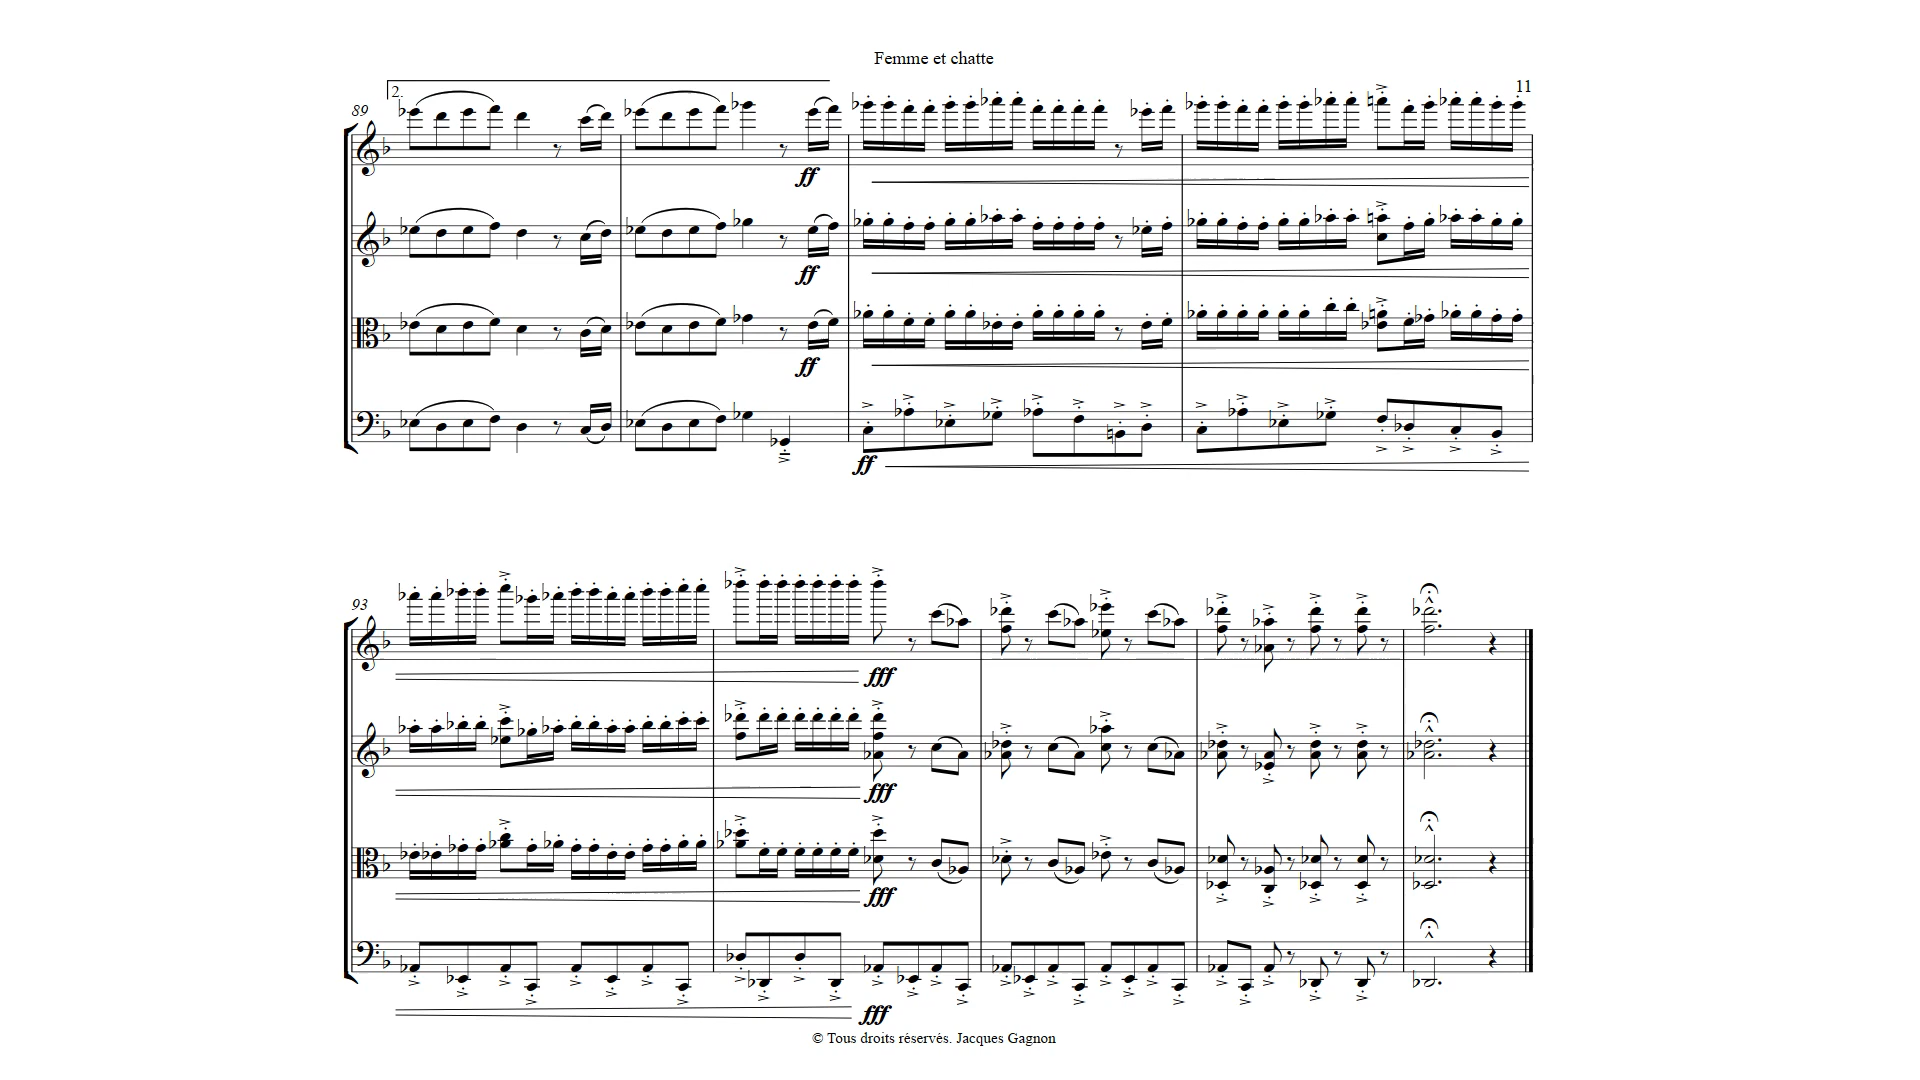 Femme et chatte
11
2.
89
ff
ff
ff
ff
93
fff
fff
fff
fff
© Tous droits réservés. Jacques Gagnon